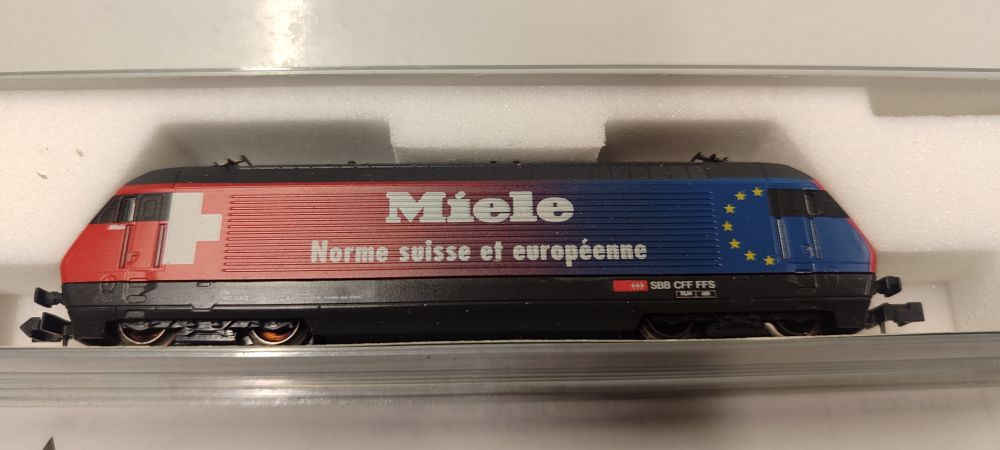 Miele
Norme suisse et européenne
SBB CFF FFS